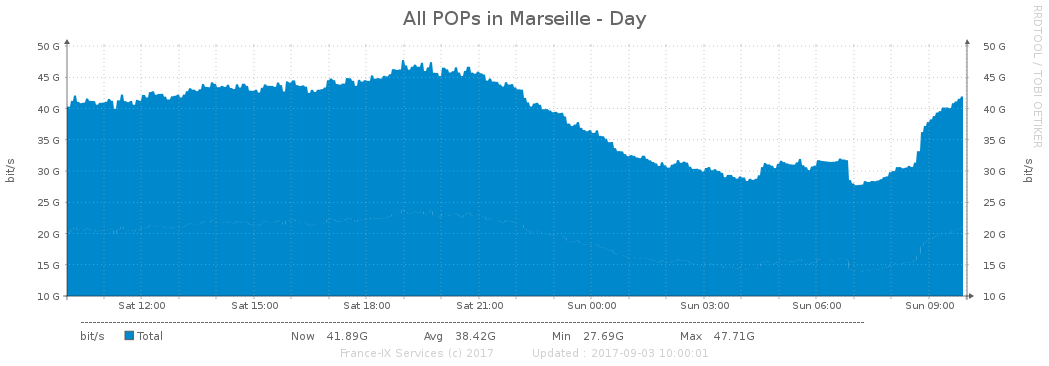 All POPs in Marseille - Day
RRDTOOL / TOBI OETIKER
50 G 50 G
45 G 45 G
40 G 40 G
35 G 35 G
30 G 30 G
25 G 25 G
20 G 20 G
15 G 15 G
10 G 10 G
bit/s bit/s
Sat 12:00 Sat 15:00 Sat 18:00 Sat 21:00 Sun 00:00 Sun 03:00 Sun 06:00 Sun 09:00
bit/s Total Now 41.89G Avg 38.42G Min 27.69G Max 47.71G
France-IX Services (c) 2017 Updated : 2017-09-03 10:00:01